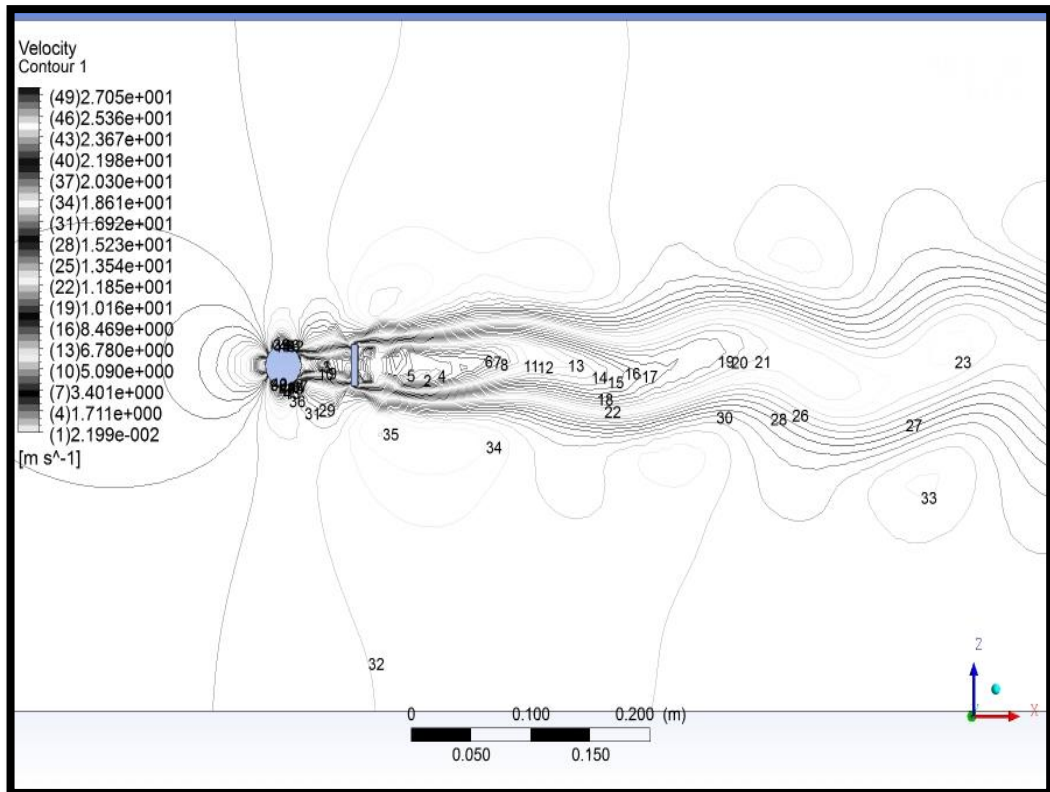 Velocity
Contour 1
(49)2.705e+001
(46)2.536e+001
(43)2.367e+001
(40)2.198e+001
(37)2.030e+001
(34)1.861e+001
(31)1.692e+001
(28)1.523e+001
(25)1.354e+001
(22)1.185e+001
(19)1.016e+001
(16)8.469e+000
(13)6.780e+000
(10)5.090e+000
(7)3.401e+000
(4)1.711e+000
(1)2.199e-002
[m s^-1]
5 2 4 67 8 11 12 13 14 15 16 17 19 20 21 23
18
22 30 28 26 27
36
31 29
35 34
33
32
Z
X
0 0.100 0.200 (m)
0.050 0.150